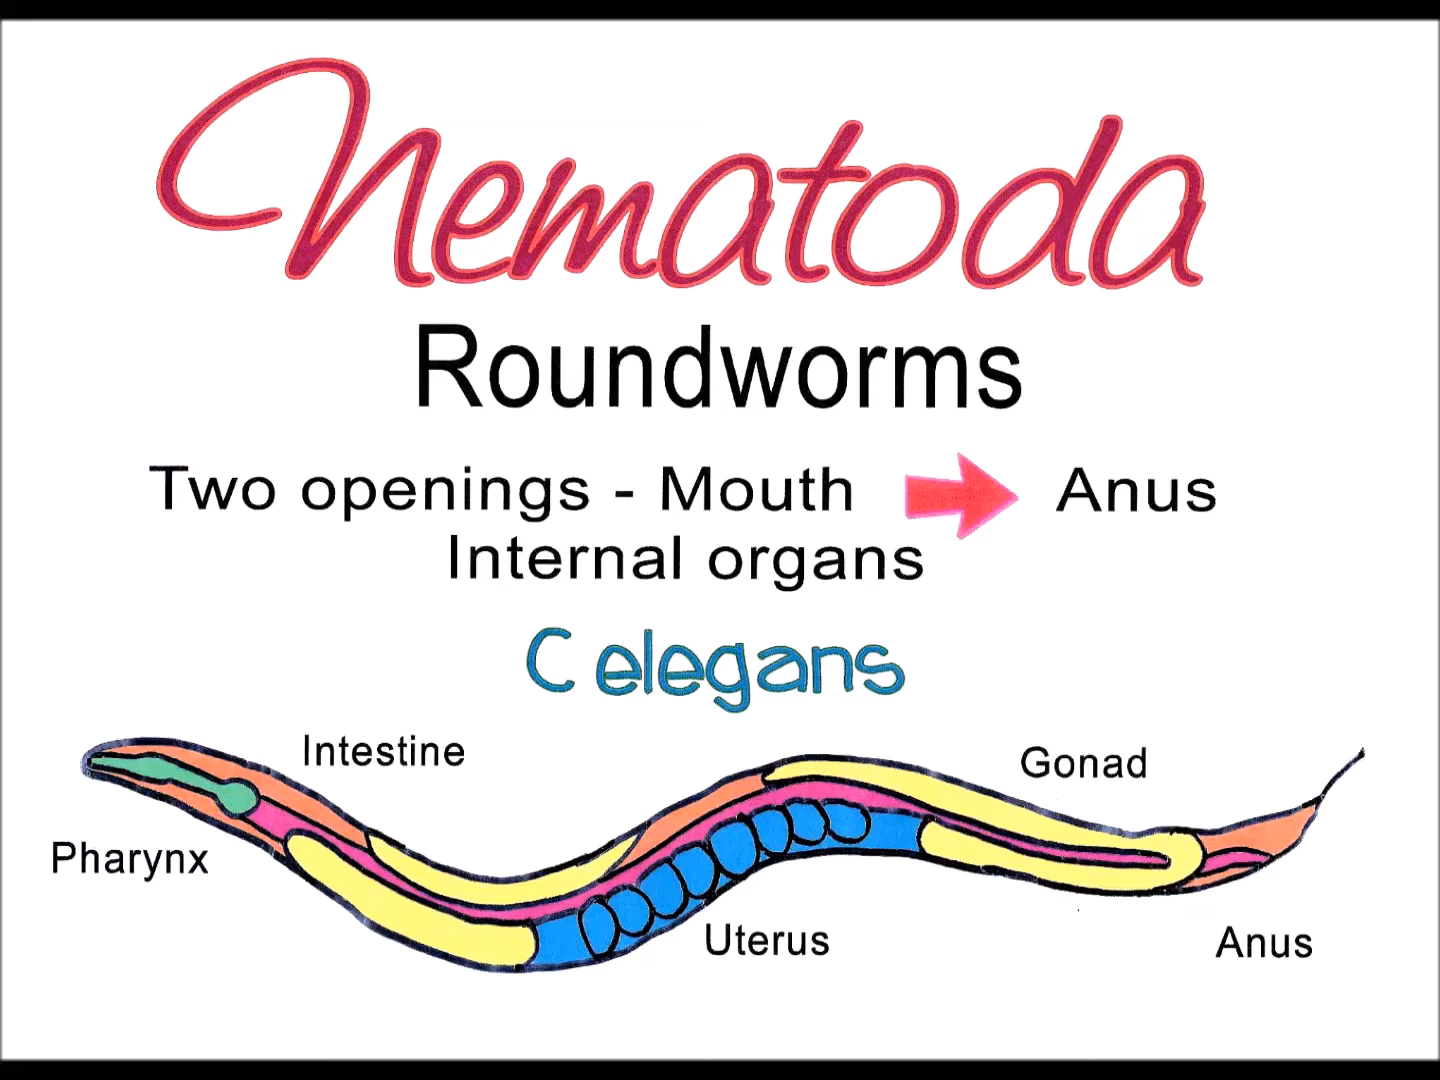 Nematoda
Roundworms
Two openings - Mouth Anus
Internal organs
C elegans
Intestine
Gonad
Pharynx
Uterus
Anus